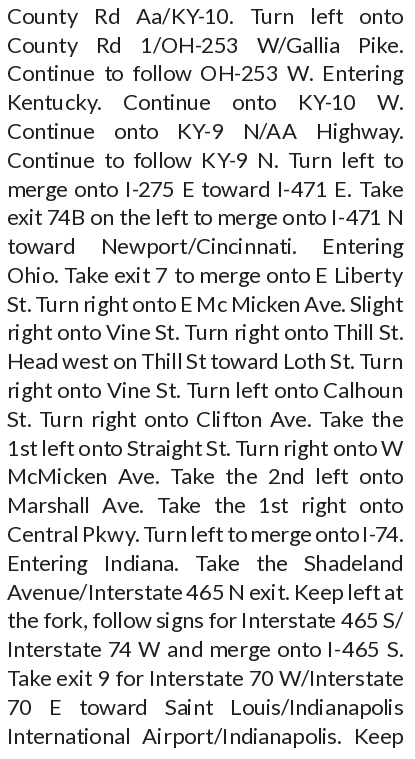 County Rd Aa/KY-10. Turn left onto
County Rd 1/OH-253 W/Gallia Pike.
Continue to follow OH-253 W. Entering
Kentucky. Continue onto KY-10 W.
Continue onto KY-9 N/AA Highway.
Continue to follow KY-9 N. Turn left to
merge onto I-275 E toward I-471 E. Take
exit 74B on the left to merge onto I-471 N
toward Newport/Cincinnati. Entering
Ohio. Take exit 7 to merge onto E Liberty
St. Turn right onto E Mc Micken Ave. Slight
right onto Vine St. Turn right onto Thill St.
Head west on Thill St toward Loth St. Turn
right onto Vine St. Turn left onto Calhoun
St. Turn right onto Clifton Ave. Take the
1st left onto Straight St. Turn right onto W
McMicken Ave. Take the 2nd left onto
Marshall Ave. Take the 1st right onto
Central Pkwy. Turn left to merge onto I-74.
Entering Indiana. Take the Shadeland
Avenue/Interstate 465 N exit. Keep left at
the fork, follow signs for Interstate 465 S/
Interstate 74 W and merge onto I-465 S.
Take exit 9 for Interstate 70 W/Interstate
70 E toward Saint Louis/Indianapolis
International Airport/Indianapolis. Keep